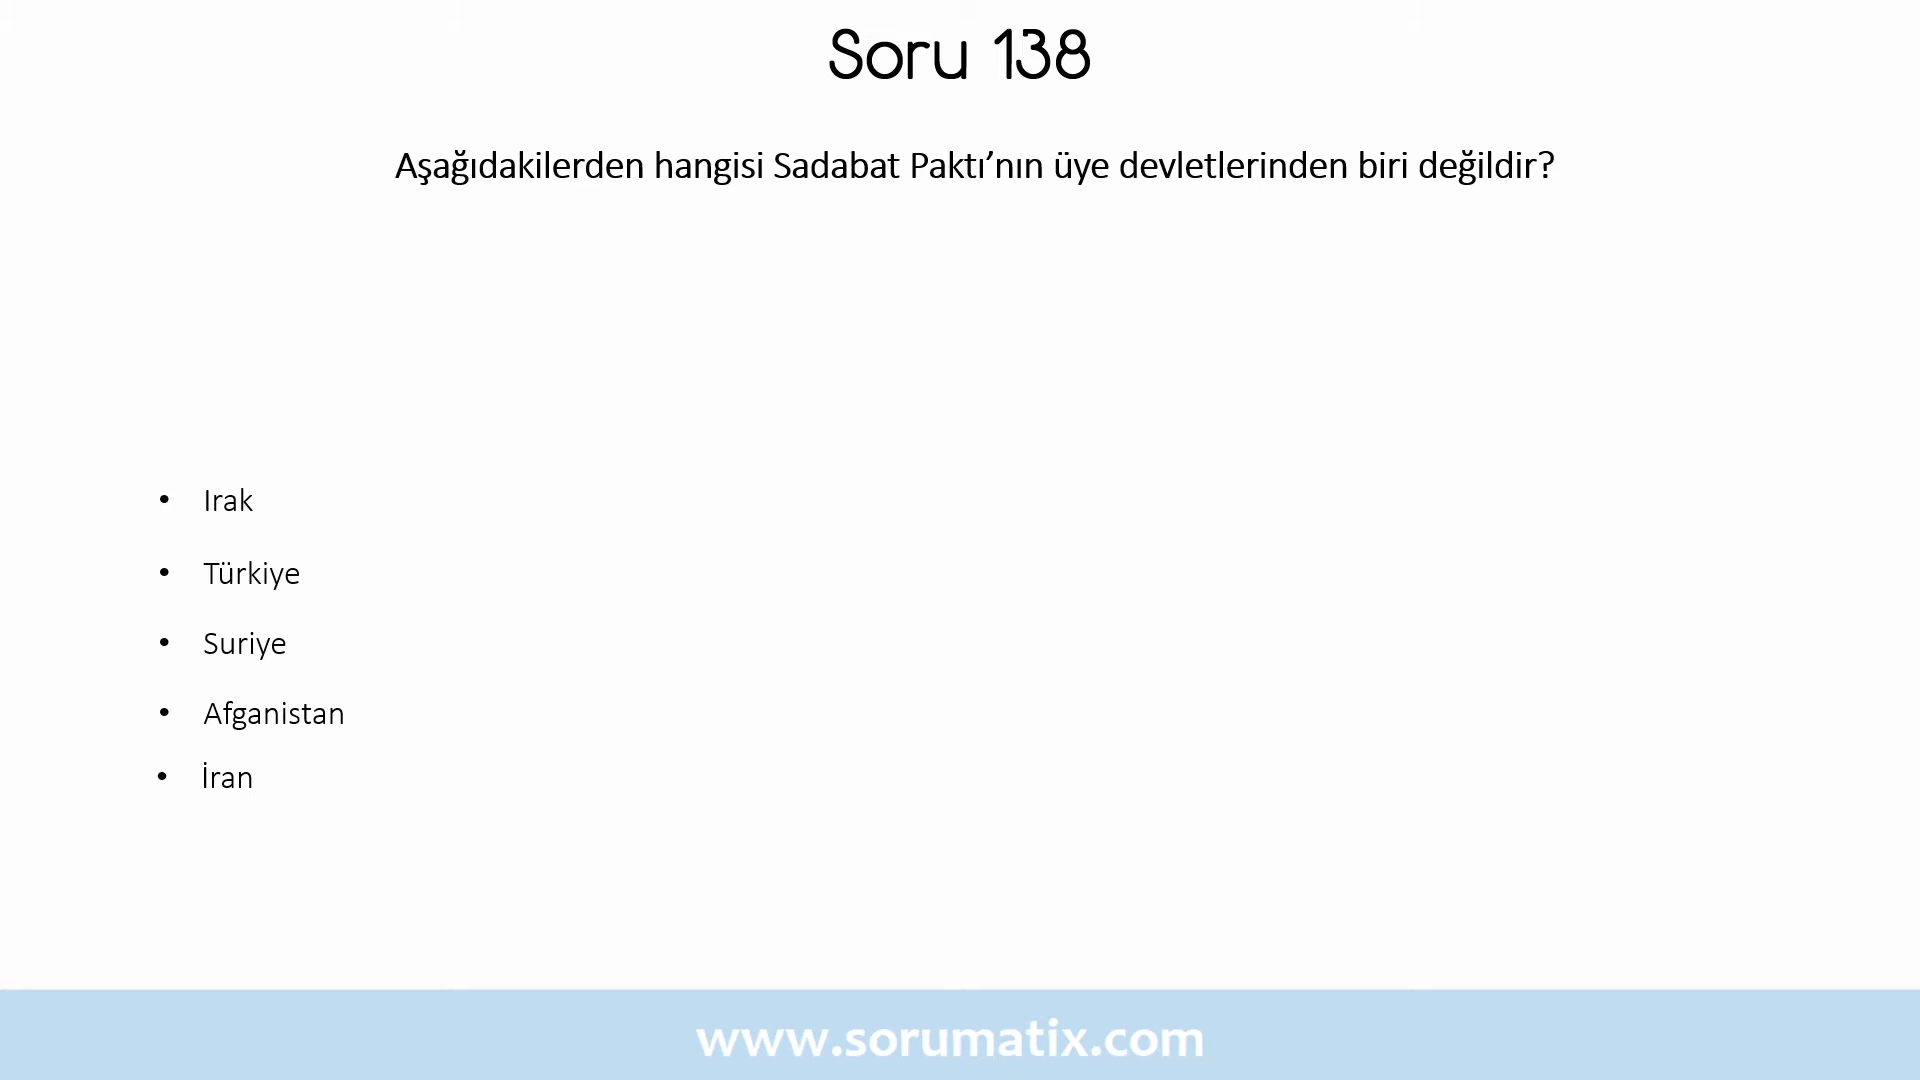 Soru 138
Aşağıdakilerden hangisi Sadabat Paktı’nın üye devletlerinden biri değildir?
• Irak
• Türkiye
• Suriye
• Afganistan
• İran
www.sorumatix.com